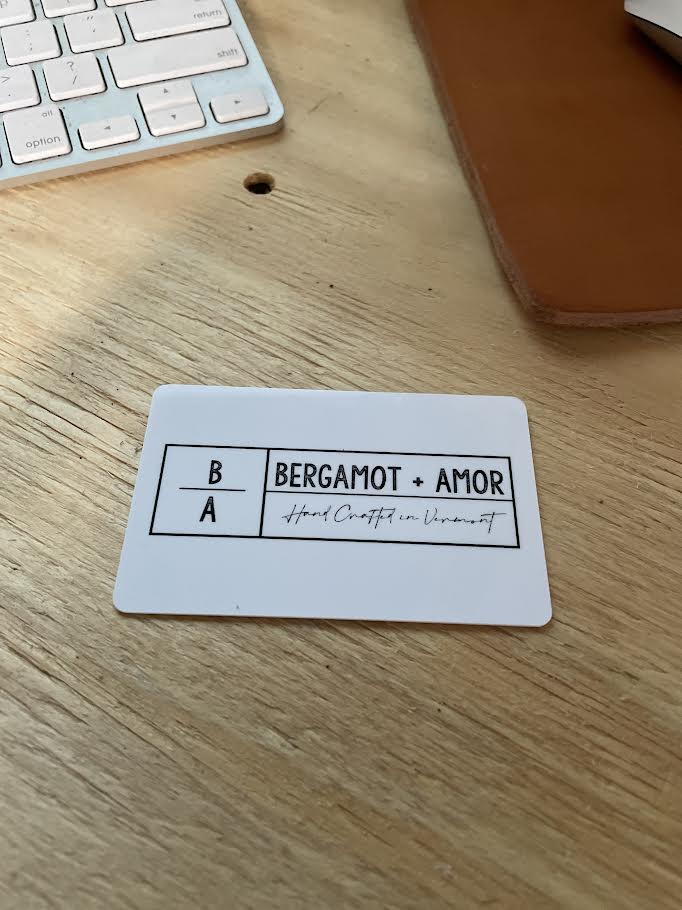 return
shift
alt
option
B
A
BERGAMOT + AMOR
Hand Crafted in Vermont